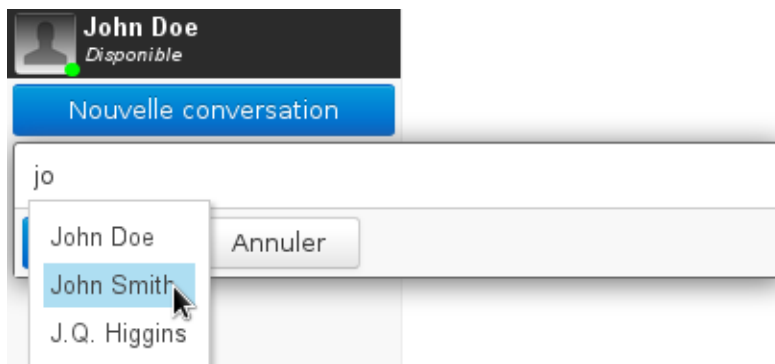 John Doe
Disponible
Nouvelle conversation
jo
John Doe
Annuler
John Smith
J.Q. Higgins